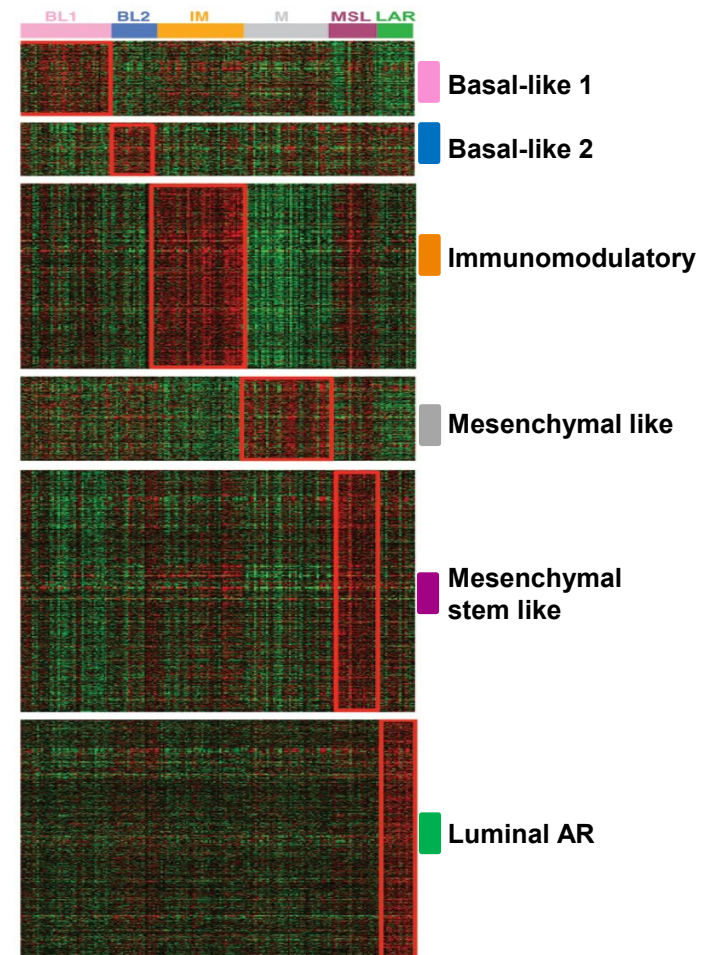 BL1 BL2 IM M MSL LAR
Basal-like 1
Basal-like 2
Immunomodulatory
Mesenchymal like
Mesenchymal
stem like
Luminal AR